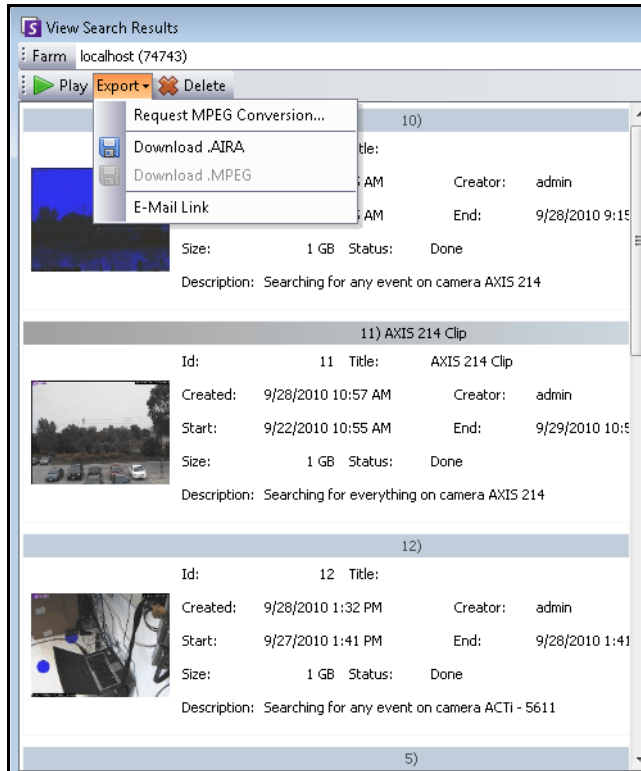 View Search Results
Farm localhost (74743)
Play Export Delete
Request MPEG Conversion...
Download .AIRA
Download .MPEG
E-Mail Link
10)
tle:
AM Creator: admin
AM End: 9/28/2010 9:15
Size: 1 GB Status: Done
Description: Searching for any event on camera AXIS 214
11) AXIS 214 Clip
Id: 11 Title: AXIS 214 Clip
Created: 9/28/2010 10:57 AM Creator: admin
Start: 9/22/2010 10:55 AM End: 9/29/2010 10:5
Size: 1 GB Status: Done
Description: Searching for everything on camera AXIS 214
12)
Id: 12 Title:
Created: 9/28/2010 1:32 PM Creator: admin
Start: 9/27/2010 1:41 PM End: 9/28/2010 1:41
Size: 1 GB Status: Done
Description: Searching for any event on camera ACTi - 5611
5)